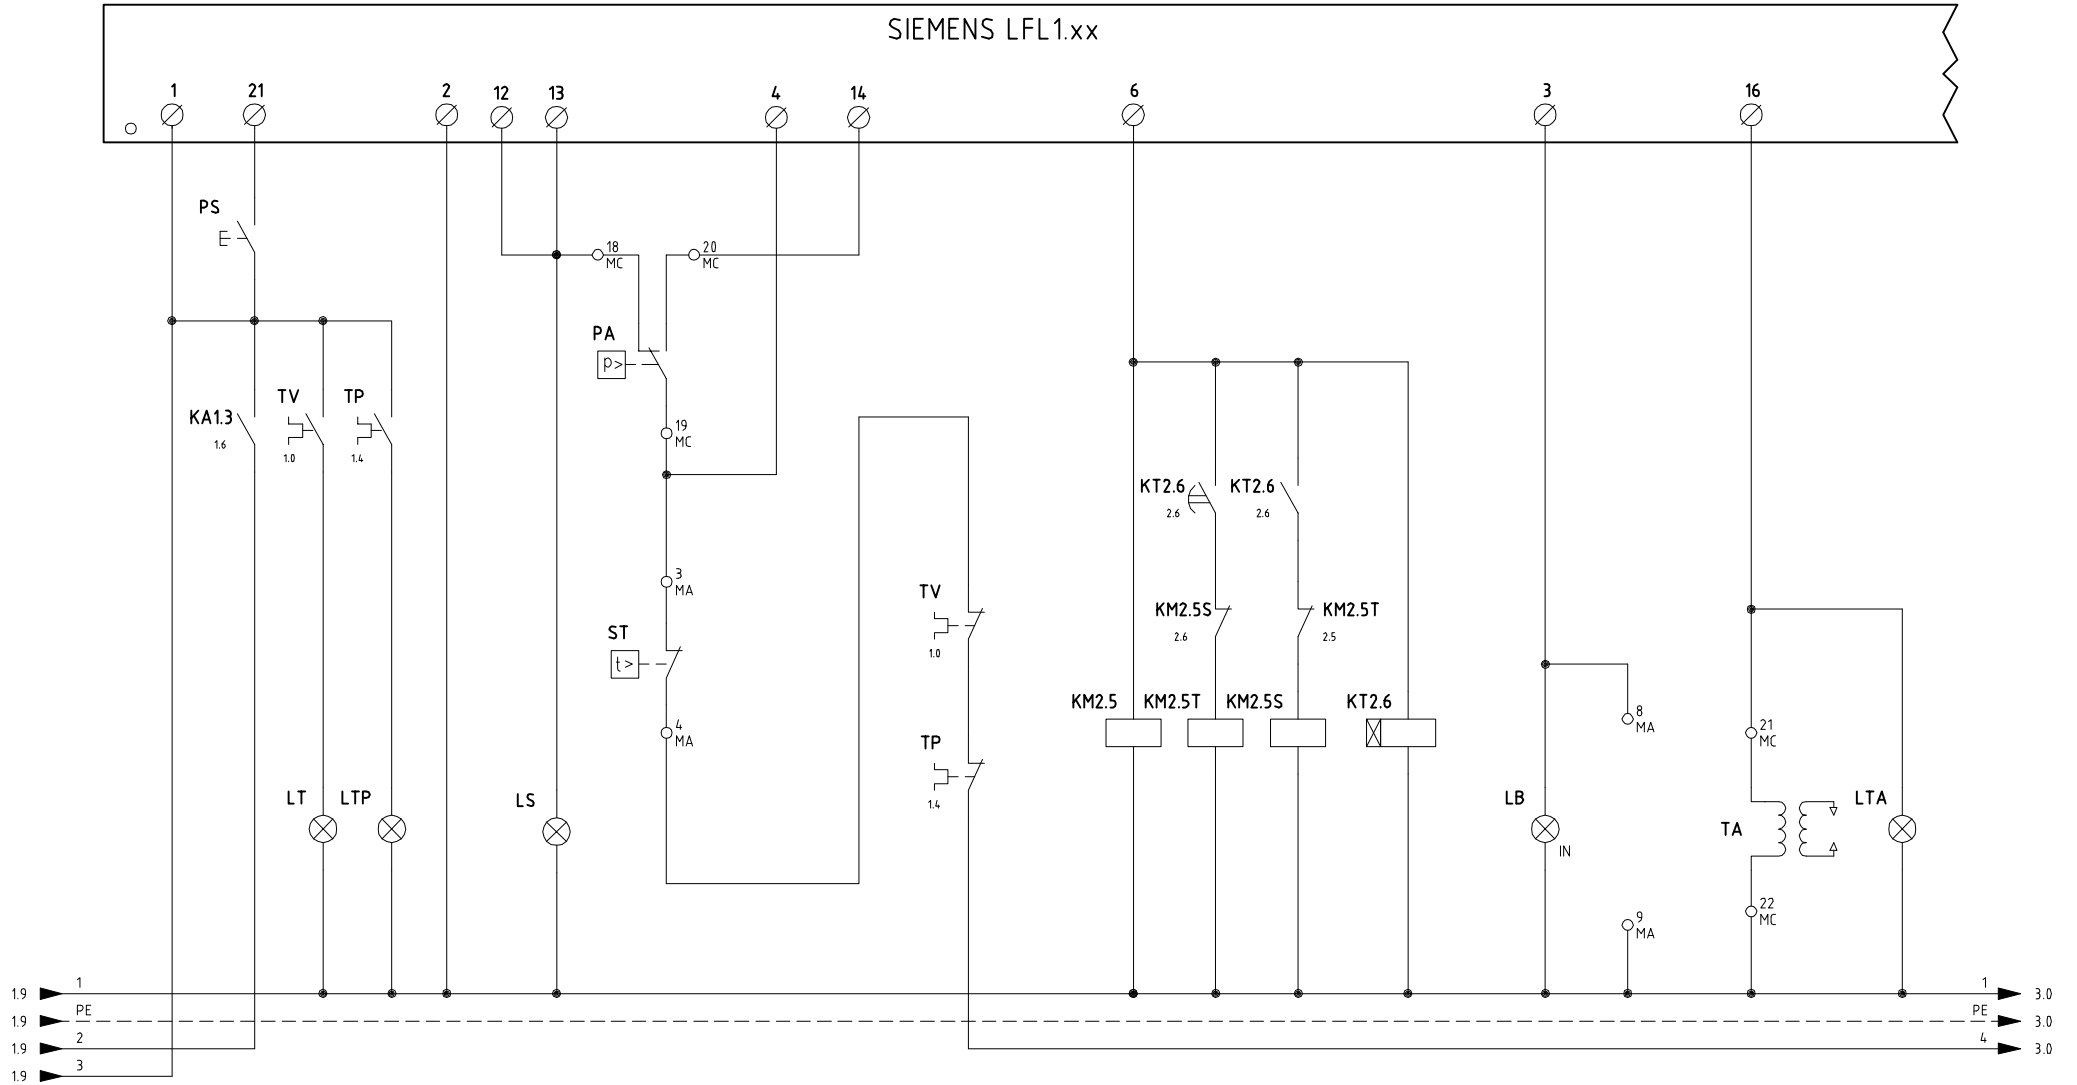 SIEMENS LFL1.xx
1 21 2 12 13 4 14 6 3 16
PS
18
MC
20
MC
PA
p>
KA1.3
1.6
TV
1.0
TP
1.4
19
MC
KT2.6
2.6
KT2.6
2.6
3
MA
ST
t>
4
MA
TV
1.0
KM2.5S
2.6
KM2.5T
2.5
KM2.5 KM2.5T KM2.5S KT2.6
8
MA
21
MC
TP
1.4
LT LTP LS
LB
IN
TA
LTA
22
MC
9
MA
1.9 1 1 3.0
1.9 PE PE 3.0
1.9 2 4 3.0
1.9 3